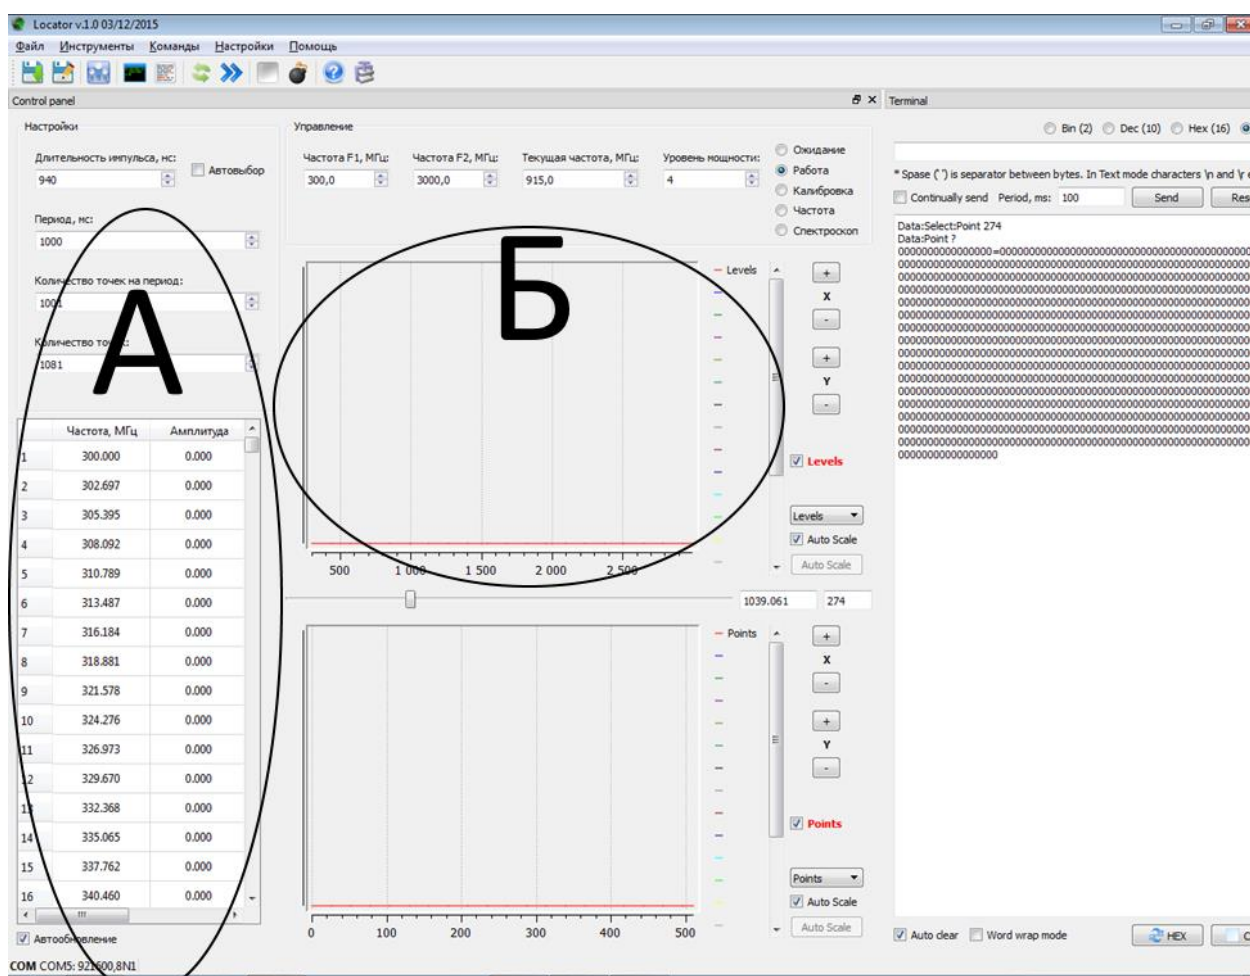 Locator v.1.0 03/12/2015
Файл Инструменты Команды Настройки Помощь
Control panel
Terminal
Настройки
Длительность импульса, нс:
940
Автовыбор
Период, нс:
1000
Количество точек на период:
1001
Количество точек:
1081
А
Частота, МГц Амплитуда
1 300.000 0.000
2 302.697 0.000
3 305.395 0.000
4 308.092 0.000
5 310.789 0.000
6 313.487 0.000
7 316.184 0.000
8 318.881 0.000
9 321.578 0.000
10 324.276 0.000
11 326.973 0.000
12 329.670 0.000
13 332.368 0.000
14 335.065 0.000
15 337.762 0.000
16 340.460 0.000
Автообновление
COM COM5: 921600,8N1
Управление
Частота F1, МГц: Частота F2, МГц: Текущая частота, МГц: Уровень мощности:
300,0 3000,0 915,0 4
Ожидание
Работа
Калибровка
Частота
Спектроскоп
Б
Levels
+
X
-
+
Y
-
Levels
Levels
Auto Scale
Auto Scale
500 1 000 1 500 2 000 2 500
1039.061 274
Points
+
X
-
+
Y
-
Points
Points
Auto Scale
Auto Scale
0 100 200 300 400 500
Bin (2) Dec (10) Hex (16)
* Spase (' ') is separator between bytes. In Text mode characters \n and \r
Continually send Period, ms: 100 Send
Data:Select:Point 274
Data:Point ?
Auto clear Word wrap mode HEX